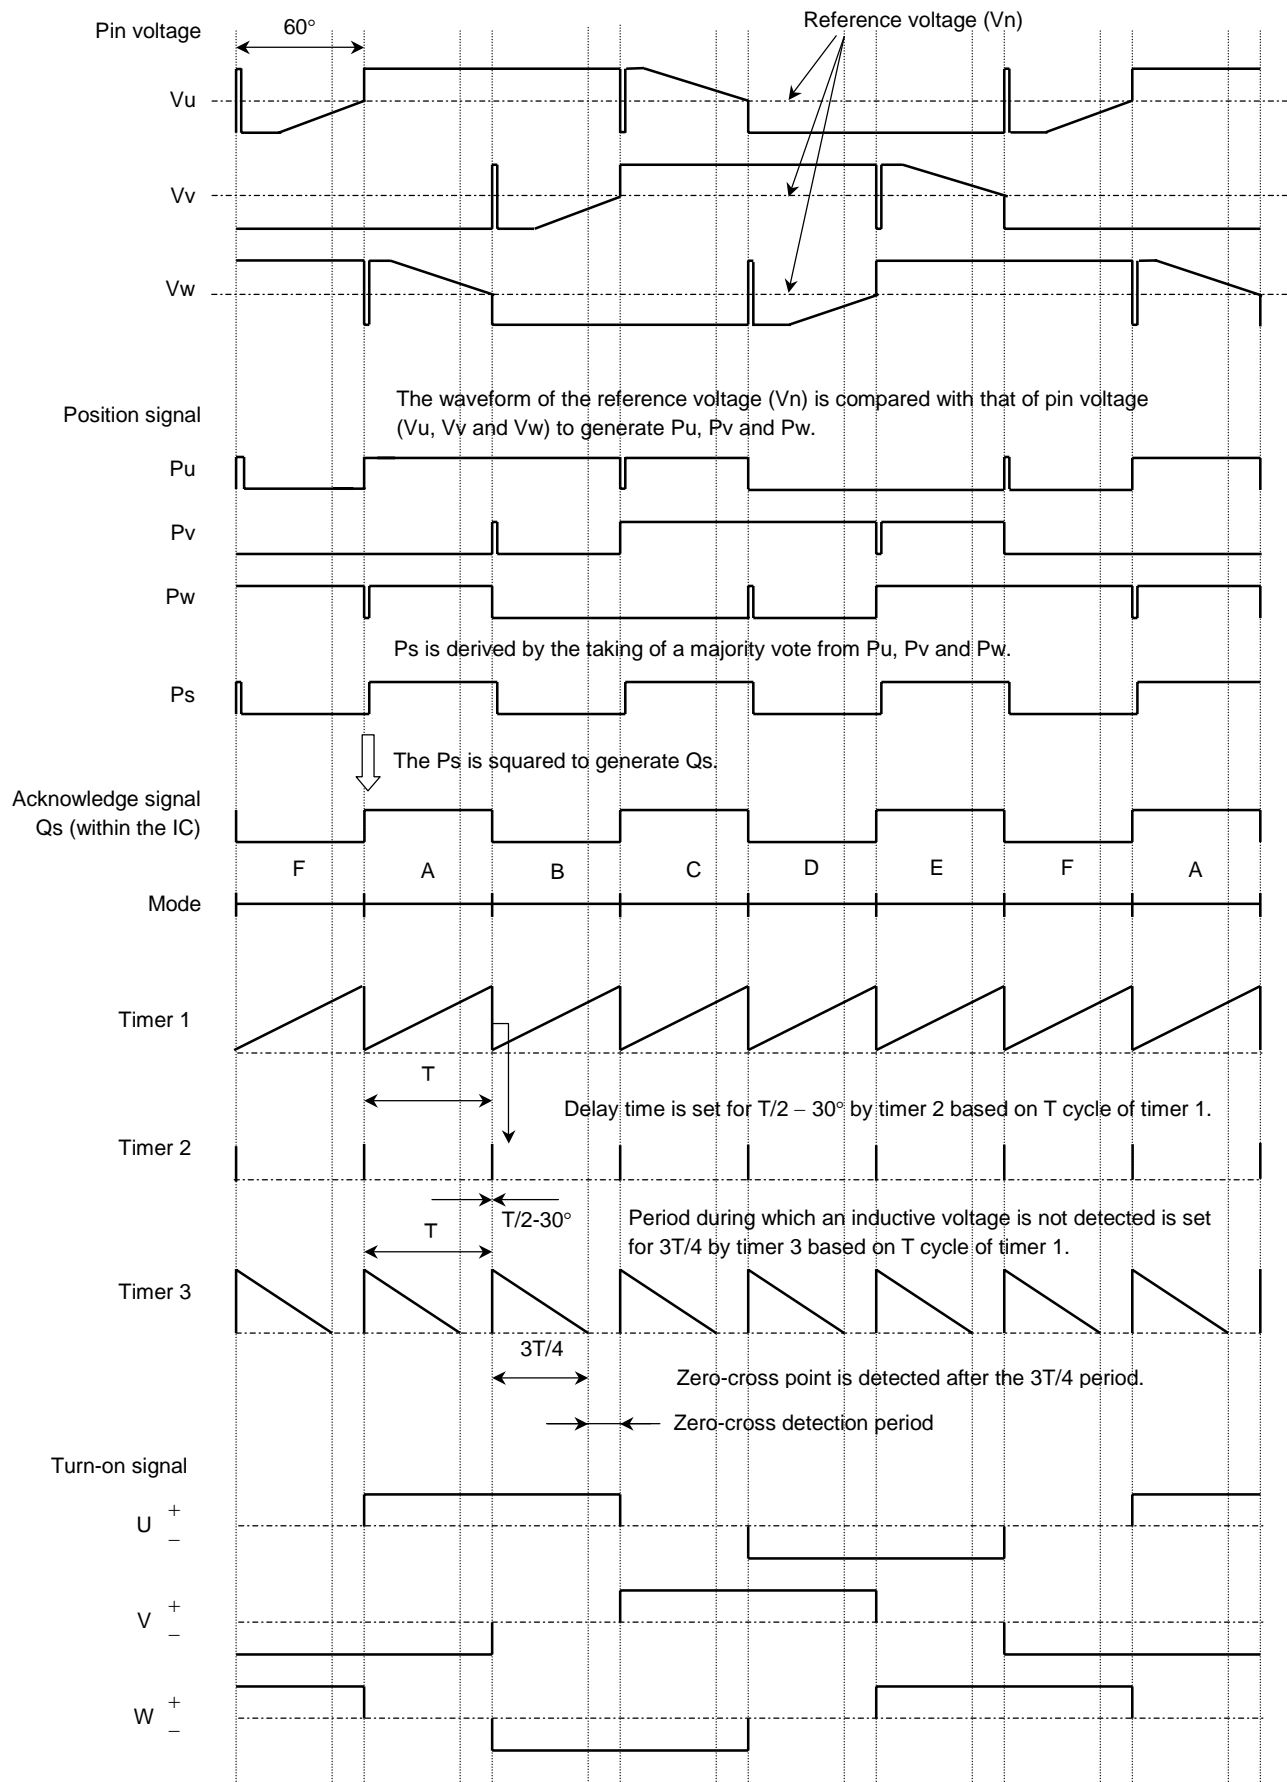 Pin voltage
60°
Reference voltage (Vn)
Vu
Vv
Vw
The waveform of the reference voltage (Vn) is compared with that of pin voltage
(Vu, Vv and Vw) to generate Pu, Pv and Pw.
Position signal
Pu
Pv
Pw
Ps is derived by the taking of a majority vote from Pu, Pv and Pw.
Ps
The Ps is squared to generate Qs.
Acknowledge signal
Qs (within the IC)
F A B C D E F A
Mode
Timer 1
T
Delay time is set for T/2 − 30° by timer 2 based on T cycle of timer 1.
Timer 2
T/2-30°
T
Period during which an inductive voltage is not detected is set
for 3T/4 by timer 3 based on T cycle of timer 1.
Timer 3
3T/4
Zero-cross point is detected after the 3T/4 period.
Zero-cross detection period
Turn-on signal
+
U
−
+
V
−
+
W
−